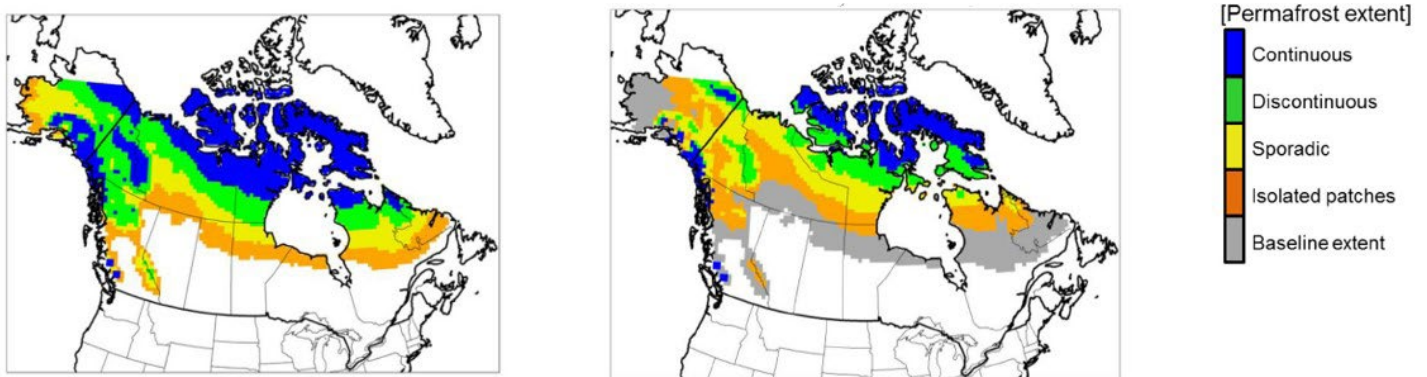 [Permafrost extent]
Continuous
Discontinuous
Sporadic
Isolated patches
Baseline extent